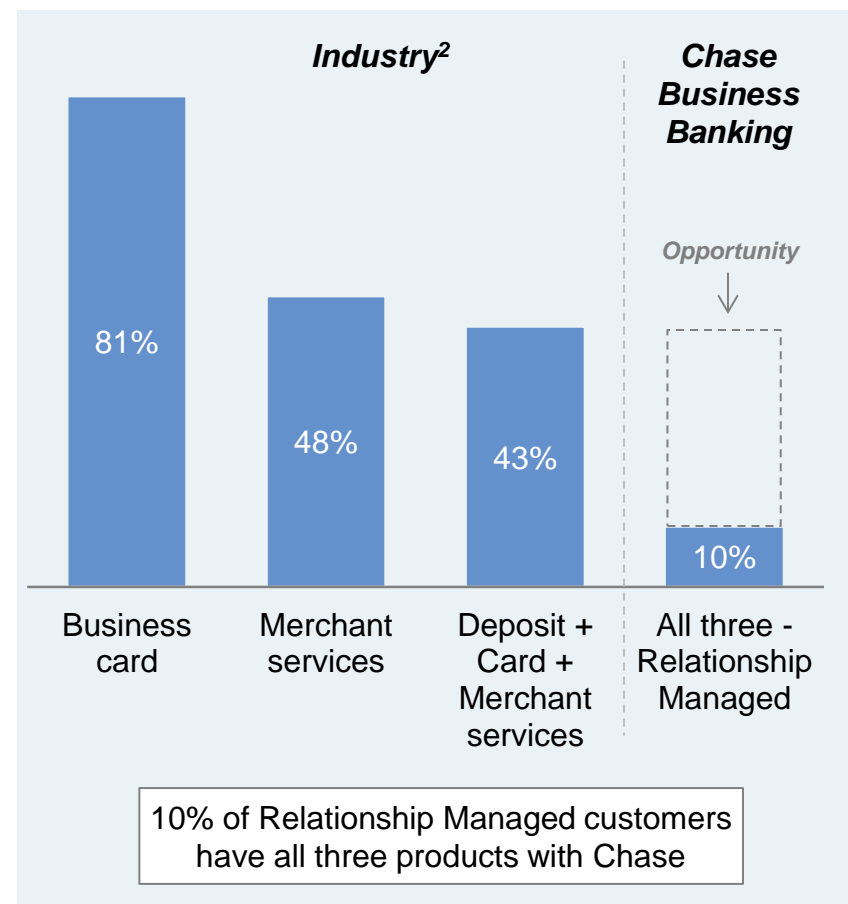 Industry2
Chase
Business
Banking
Opportunity
81%
48%
43%
10%
Business
card
Merchant
services
Deposit +
Card +
Merchant
services
All three -
Relationship
Managed
10% of Relationship Managed customers
have all three products with Chase